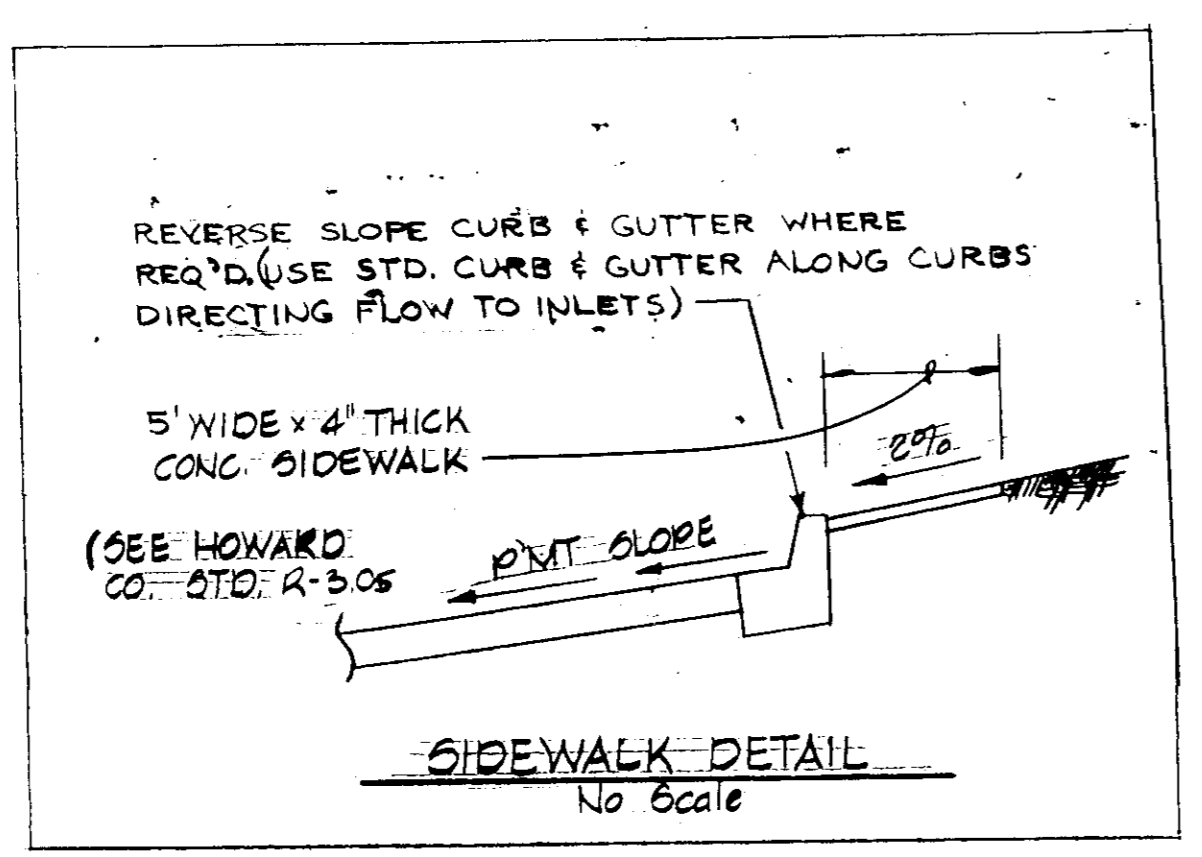 REVERSE SLOPE CURB & GUTTER WHERE
REQ'D.(USE STD. CURB & GUTTER ALONG CURBS
DIRECTING FLOW TO INLETS)
5' WIDE x 4" THICK
CONC. SIDEWALK
2%
(SEE HOWARD
CO. STD. R-3.05
P'MT SLOPE
SIDEWALK DETAIL
No Scale